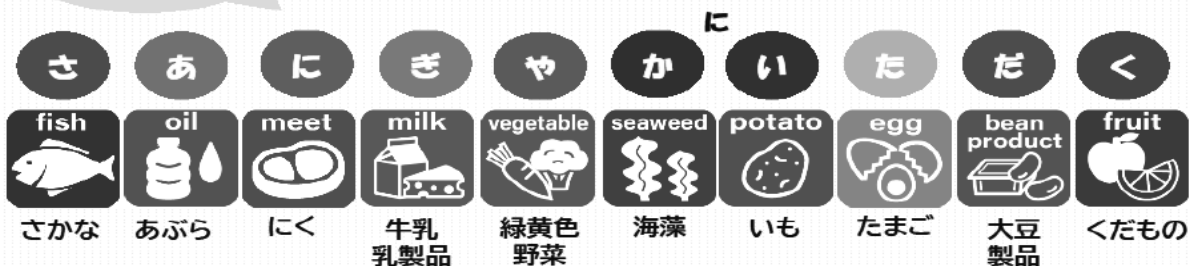 に
さ あ に ぎ や か い た だ く
fish oil meet milk vegetable seaweed potato egg bean product fruit
さかな あぶら にく 牛乳 乳製品 緑黄色 野菜 海藻 いも たまご 大豆 製品 くだもの